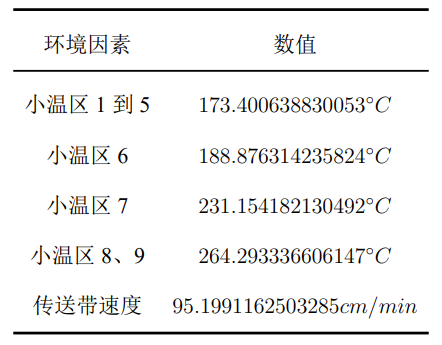 环境因素 数值
小温区 1 到 5 173.400638830053°C
小温区 6 188.876314235824°C
小温区 7 231.154182130492°C
小温区 8、9 264.293336606147°C
传送带速度 95.1991162503285cm/min